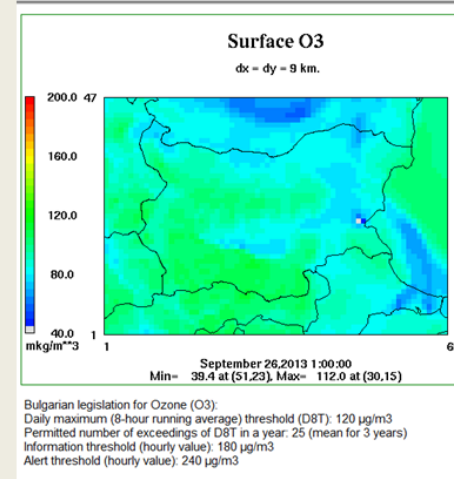 Surface O3
dx = dy = 9 km.
200.0
47
160.0
120.0
80.0
40.0
1
mkg/m**3
1
6
September 26,2013 1:00:00
Min= 39.4 at (51,23), Max= 112.0 at (30,15)
Bulgarian legislation for Ozone (O3):
Daily maximum (8-hour running average) threshold (D8T): 120 µg/m3
Permitted number of exceedings of D8T in a year: 25 (mean for 3 years)
Information threshold (hourly value): 180 µg/m3
Alert threshold (hourly value): 240 µg/m3